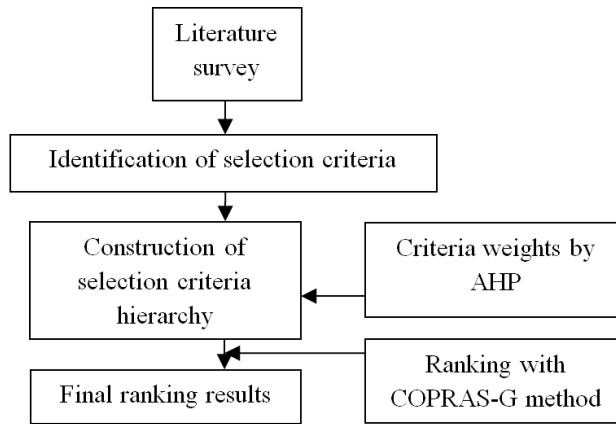 Literature
survey
Identification of selection criteria
Construction of
selection criteria
hierarchy
Criteria weights by
AHP
Final ranking results
Ranking with
COPRAS-G method